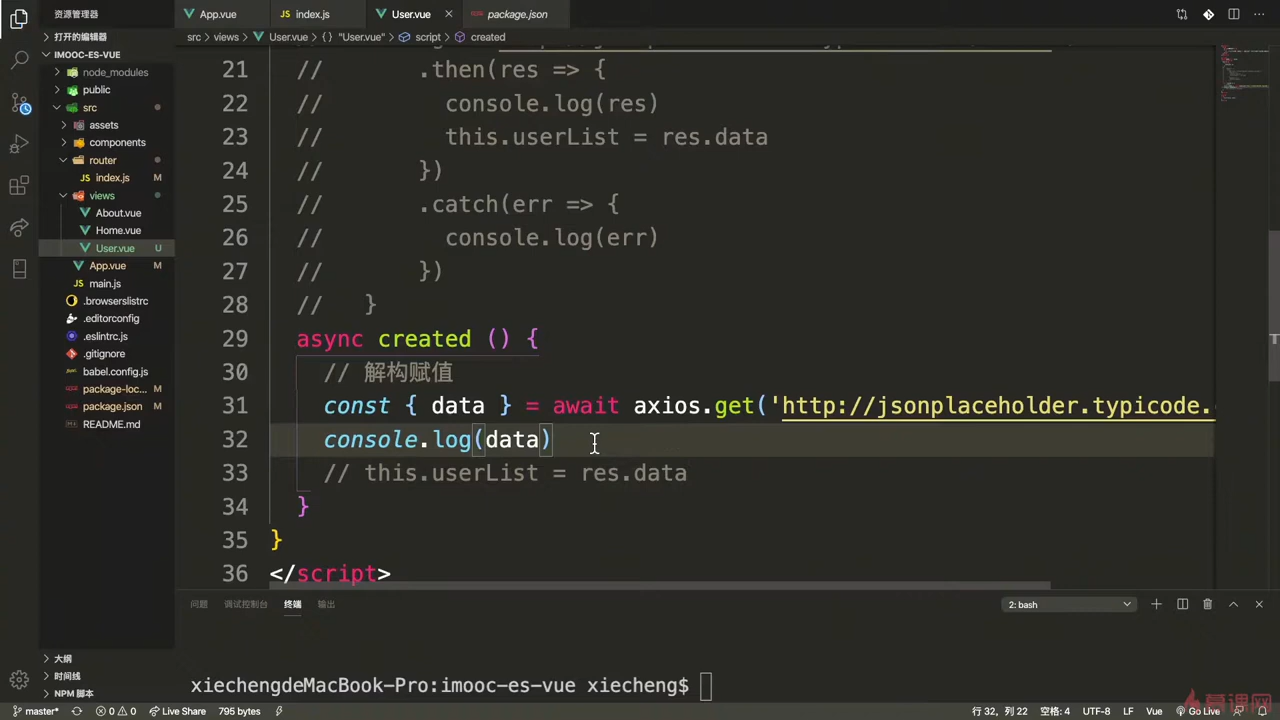 资源管理器
App.vue
index.js
User.vue
package.json
打开的编辑器
src > views > User.vue > {} "User.vue" > script > created
IMOOC-ES-VUE
node_modules
public
src
assets
components
router
index.js M
views
About.vue
Home.vue
User.vue U
App.vue M
main.js
.browserslistrc
.editorconfig
.eslintrc.js
.gitignore
babel.config.js
package-loc... M
package.json M
README.md
21 // .then(res => {
22 // console.log(res)
23 // this.userList = res.data
24 // })
25 // .catch(err => {
26 // console.log(err)
27 // })
28 // }
29 async created () {
30 // 解构赋值
31 const { data } = await axios.get('http://jsonplaceholder.typicode.
32 console.log(data)
33 // this.userList = res.data
34 }
35 }
36 </script>
问题 调试控制台 终端 输出
2: bash
xiechengdeMacBook-Pro:imooc-es-vue xiecheng$
大纲
时间线
NPM 脚本
master* 0 0 Live Share 795 bytes
行 32, 列 22 空格: 4 UTF-8 LF Vue Go Live
慕课网